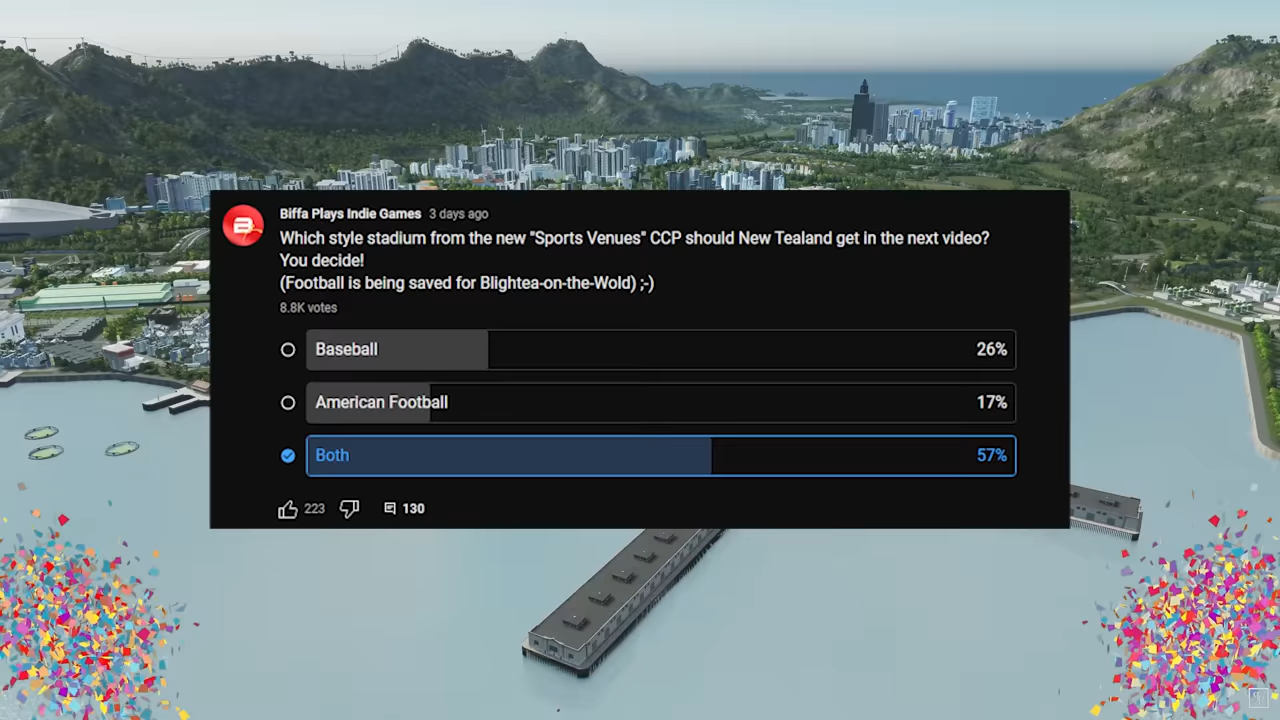 Biffa Plays Indie Games 3 days ago
Which style stadium from the new "Sports Venues" CCP should New Tealand get in the next video?
You decide!
(Football is being saved for Blightea-on-the-Wold) ;-)
8.8K votes
Baseball 26%
American Football 17%
Both 57%
223 130